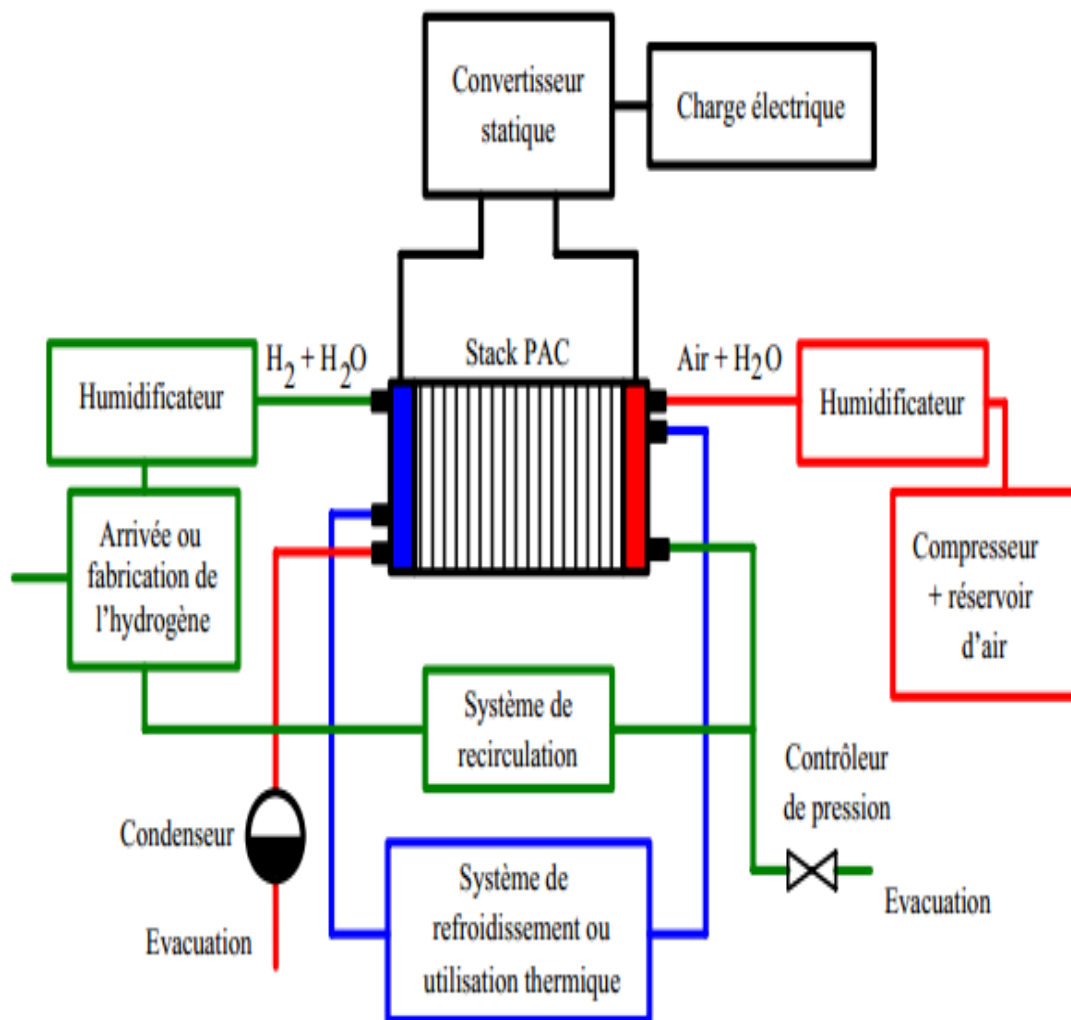 Convertisseur
statique
Charge électrique
H2 + H2O
Stack PAC
Air + H2O
Humidificateur
Humidificateur
Arrivée ou
fabrication de
l’hydrogène
Compresseur
+ réservoir
d’air
Système de
recirculation
Contrôleur
de pression
Condenseur
Système de
refroidissement ou
utilisation thermique
Evacuation
Evacuation